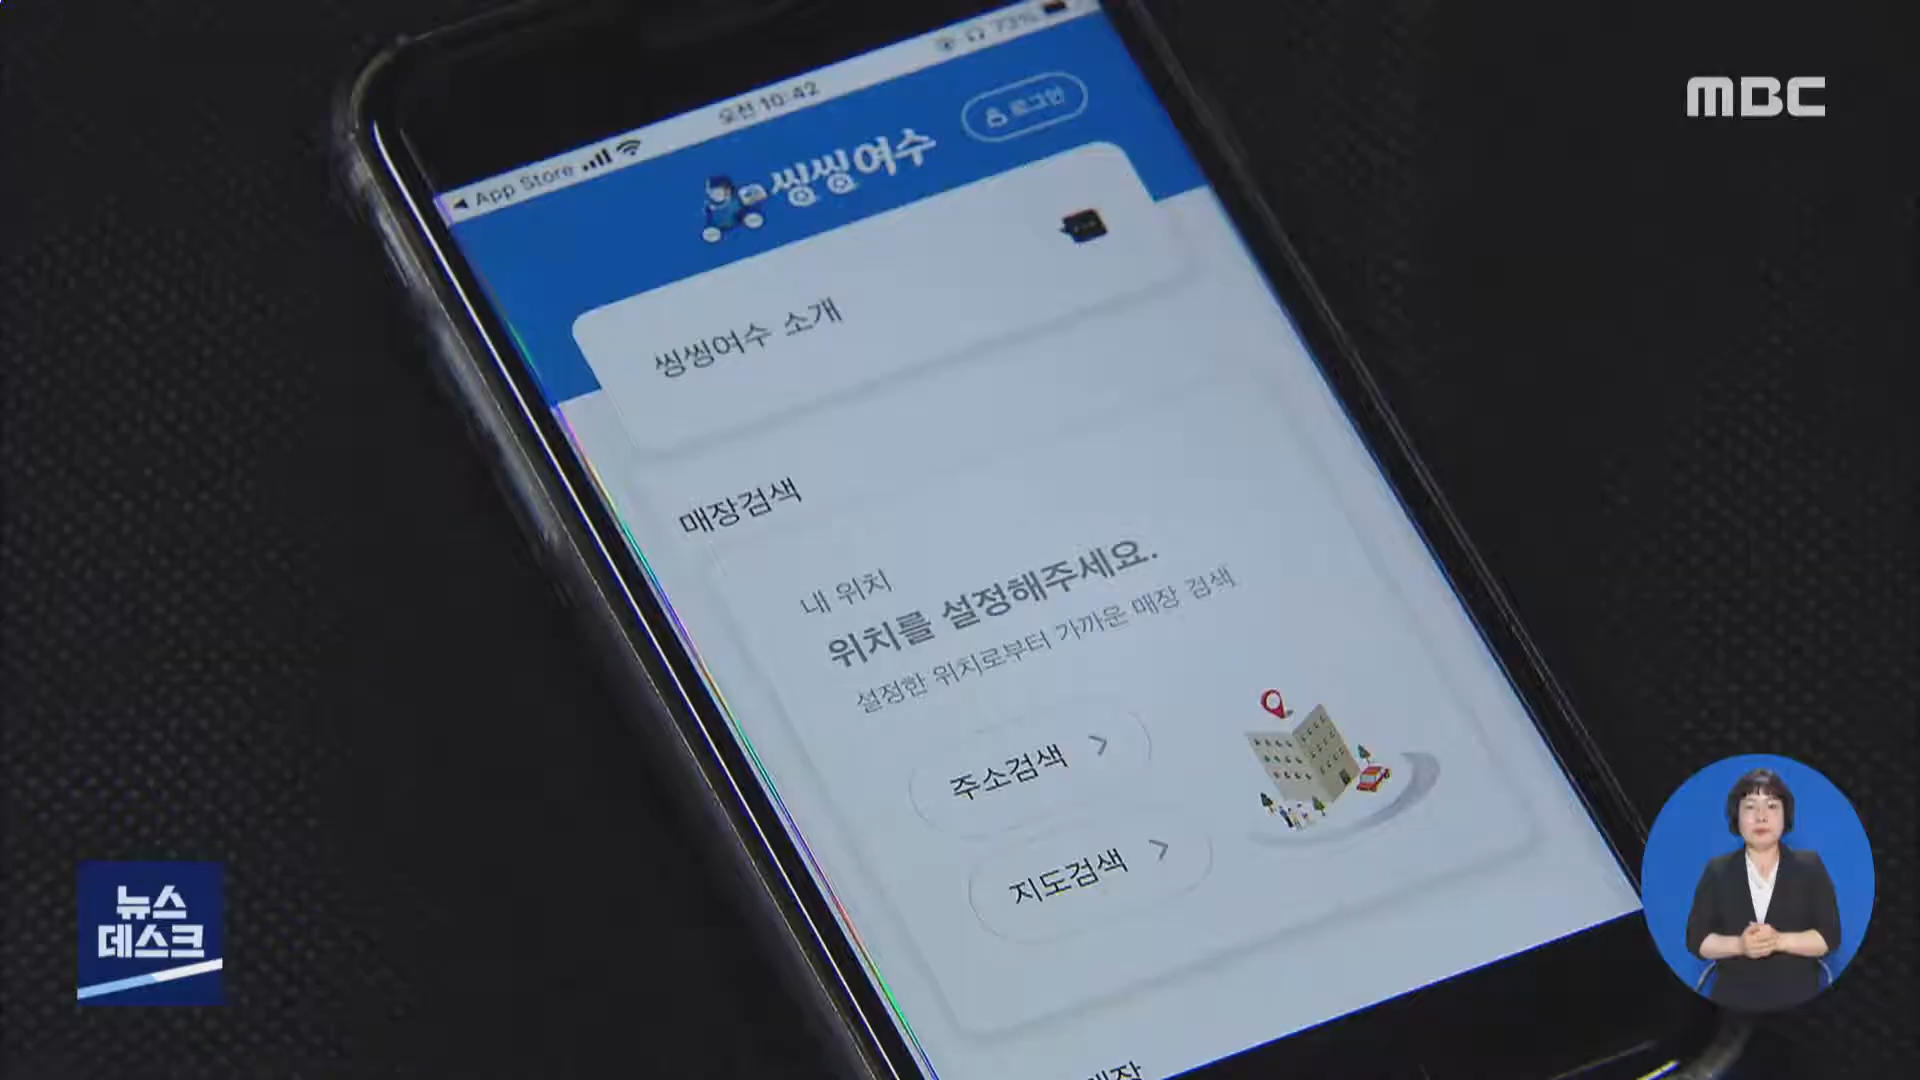 MBC
App Store
오전 10:42
73%
씽씽여수
로그인
씽씽여수 소개
매장검색
내 위치
위치를 설정해주세요.
설정한 위치로부터 가까운 매장 검색
주소검색
지도검색
뉴스
데스크